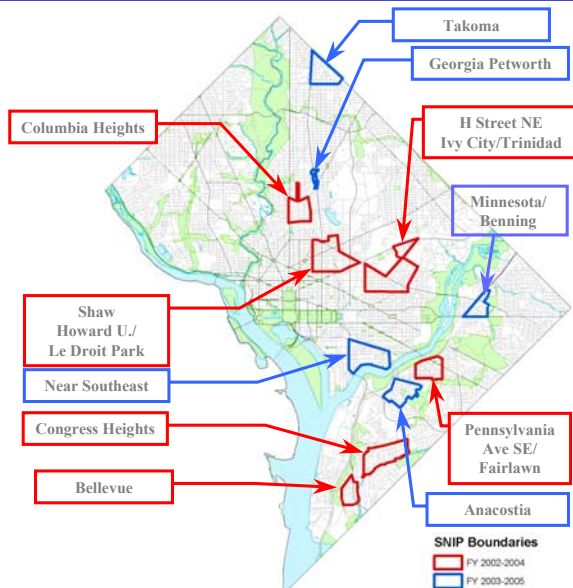 Takoma
Georgia Petworth
Columbia Heights
H Street NE
Ivy City/Trinidad
Minnesota/
Benning
Shaw
Howard U./
Le Droit Park
Near Southeast
Congress Heights
Pennsylvania
Ave SE/
Fairlawn
Bellevue
Anacostia
SNIP Boundaries
FY 2002-2004
FY 2003-2005